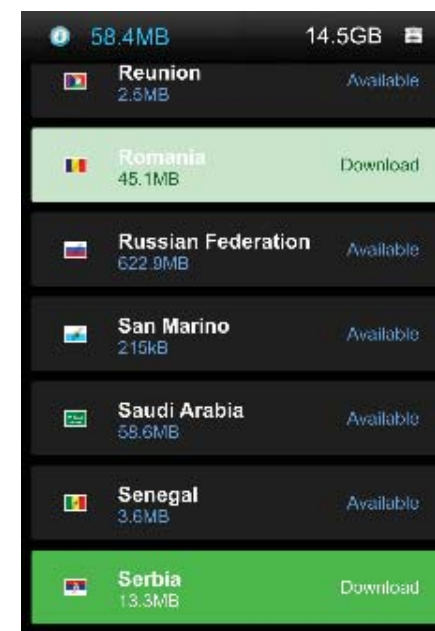 58.4MB 14.5GB
Reunion Available
2.5MB
Romania Download
45.1MB
Russian Federation Available
622.9MB
San Marino Available
215kB
Saudi Arabia Available
58.6MB
Senegal Available
3.6MB
Serbia Download
13.3MB